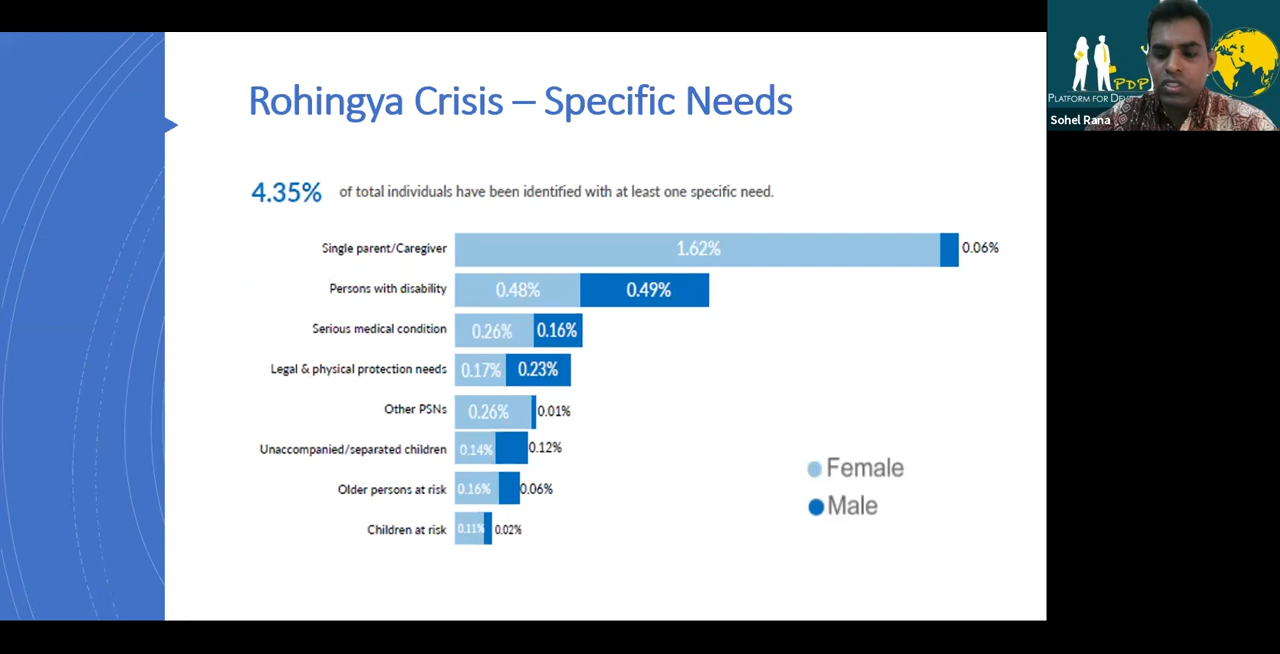 Rohingya Crisis – Specific Needs
4.35% of total individuals have been identified with at least one specific need.
Single parent/Caregiver 1.62% 0.06%
Persons with disability 0.48% 0.49%
Serious medical condition 0.26% 0.16%
Legal & physical protection needs 0.17% 0.23%
Other PSNs 0.26% 0.01%
Unaccompanied/separated children 0.14% 0.12%
Older persons at risk 0.16% 0.06%
Children at risk 0.11% 0.02%
Female
Male
PDP
PLATFORM FOR
Sohel Rana